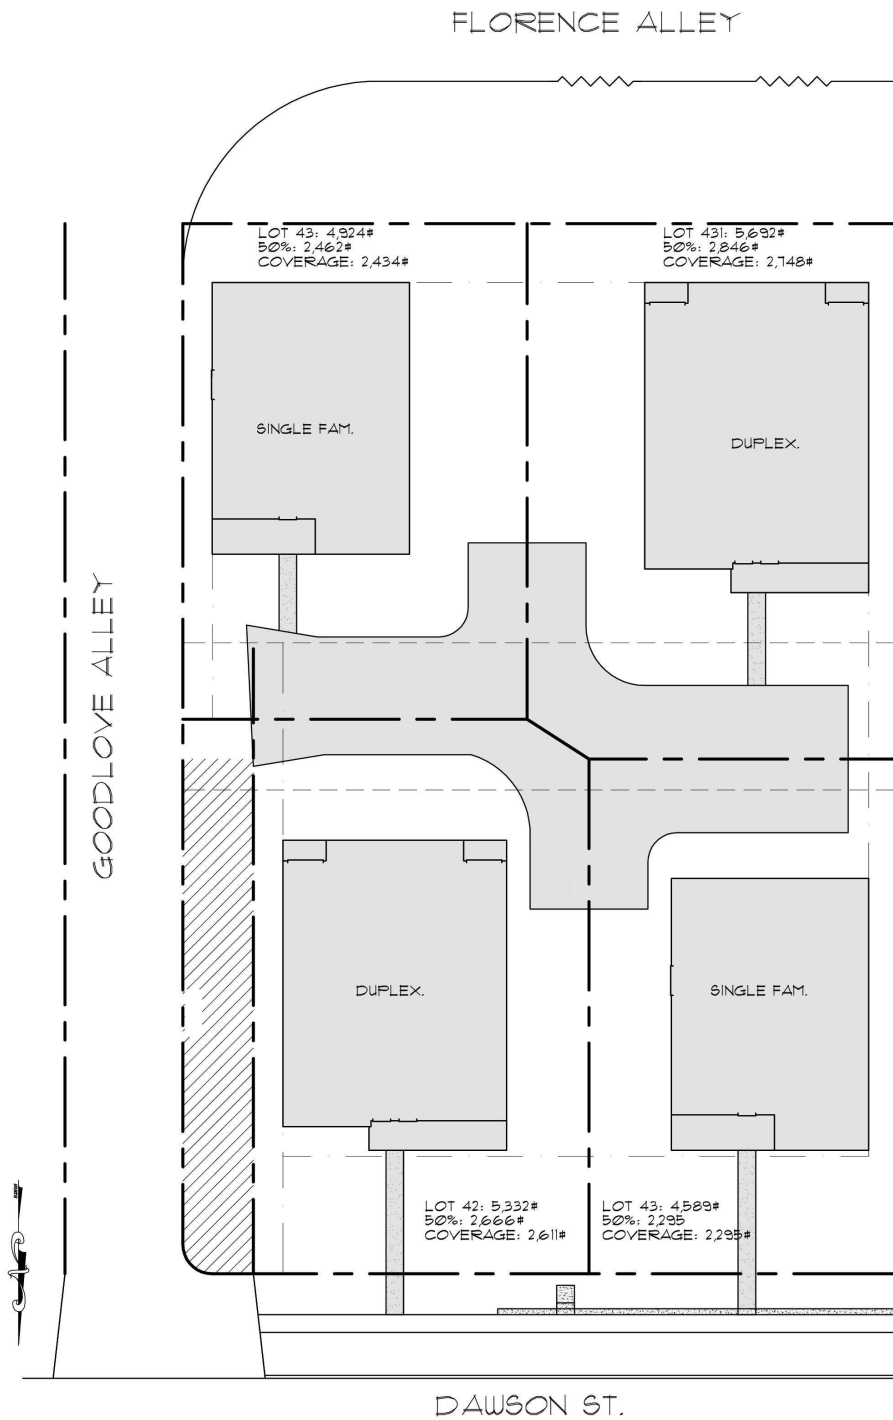 FLORENCE ALLEY
LOT 43: 4,924#
50%: 2,462#
COVERAGE: 2,434#
LOT 431: 5,692#
50%: 2,846#
COVERAGE: 2,748#
SINGLE FAM.
DUPLEX.
GOODLOVE ALLEY
DUPLEX.
SINGLE FAM.
LOT 42: 5,332#
50%: 2,666#
COVERAGE: 2,611#
LOT 43: 4,589#
50%: 2,295
COVERAGE: 2,295#
DAWSON ST.